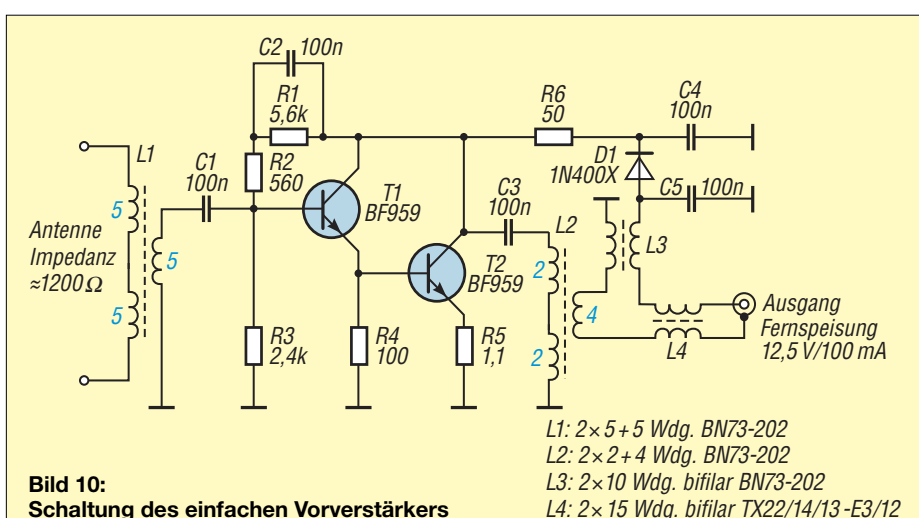 C2 100n
R1
5,6k
R6
50
C4
100n
L1
C1
100n
R2
560
D1
1N400X
T1
BF959
C3
100n
C5 100n
L2
L3
Antenne
Impedanz
≈1200Ω
5
5
5
T2
BF959
2
4
2
Ausgang
Fernspeisung
12,5 V/100 mA
R3
2,4k
R4
100
R5
1,1
L4
L1: 2×5+5 Wdg. BN73-202
L2: 2×2+4 Wdg. BN73-202
L3: 2×10 Wdg. bifilar BN73-202
L4: 2×15 Wdg. bifilar TX22/14/13-E3/12
Bild 10:
Schaltung des einfachen Vorverstärkers